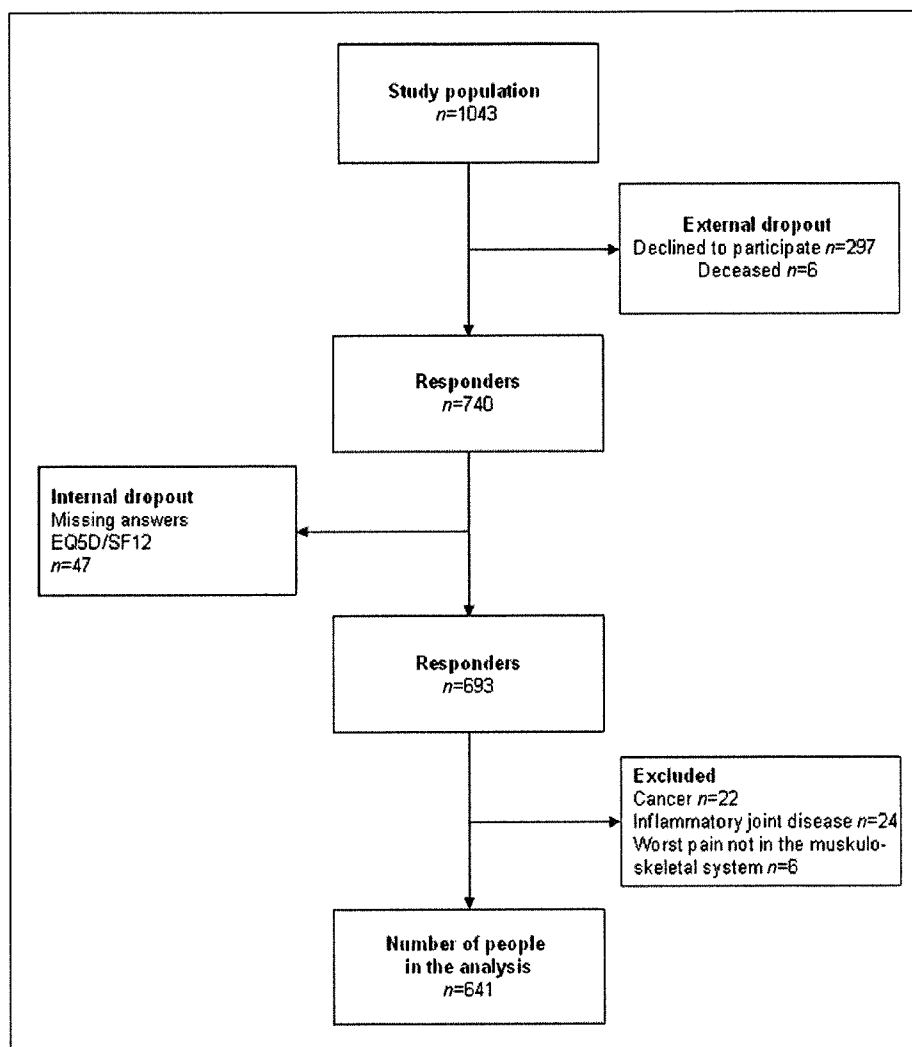 Study population
n=1043
External dropout
Declined to participate n=297
Deceased n=6
Responders
n=740
Internal dropout
Missing answers
EQ5D/SF12
n=47
Responders
n=693
Excluded
Cancer n=22
Inflammatory joint disease n=24
Worst pain not in the muskulo-
skeletal system n=6
Number of people
in the analysis
n=641